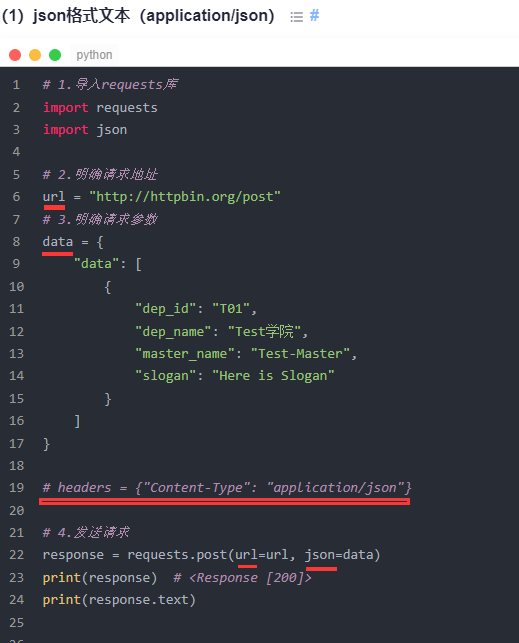 (1) json格式文本（application/json） #
python
1 # 1.导入requests库
2 import requests
3 import json
4
5 # 2.明确请求地址
6 url = "http://httpbin.org/post"
7 # 3.明确请求参数
8 data = {
9     "data": [
10         {
11             "dep_id": "T01",
12             "dep_name": "Test学院",
13             "master_name": "Test-Master",
14             "slogan": "Here is Slogan"
15         }
16     ]
17 }
18
19 # headers = {"Content-Type": "application/json"}
20
21 # 4.发送请求
22 response = requests.post(url=url, json=data)
23 print(response)  # <Response [200]>
24 print(response.text)
25
26